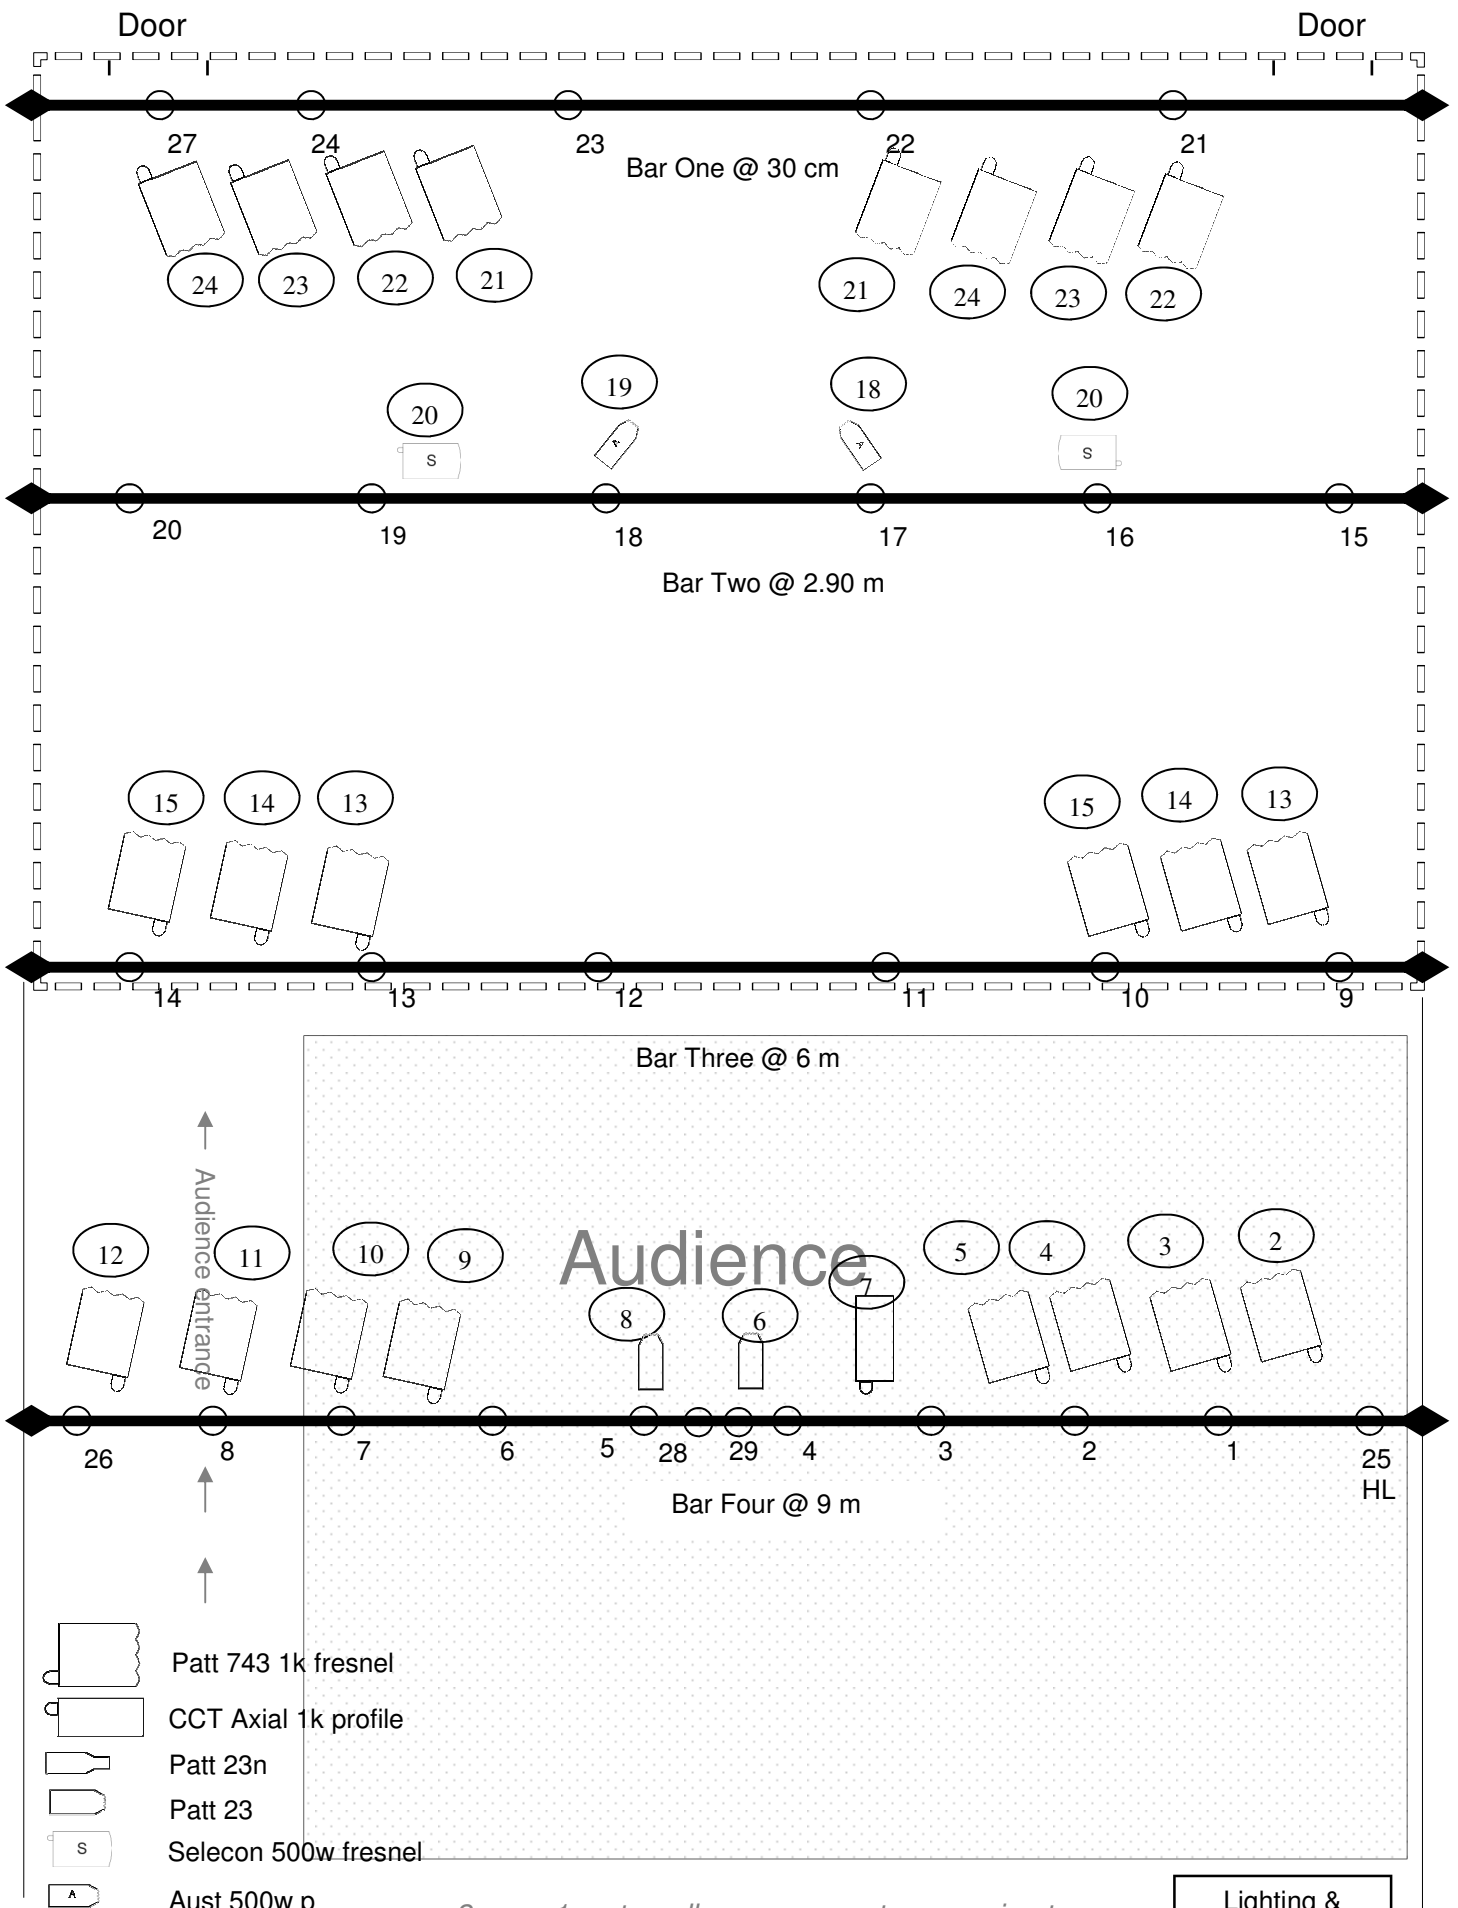 Door Door
27 24 23 22 21
Bar One @ 30 cm
24 23 22 21 21 24 23 22
20 19 18 20
S A A S
20 19 18 17 16 15
Bar Two @ 2.90 m
15 14 13 15 14 13
14 13 12 11 10 9
Bar Three @ 6 m
Audience entrance
Audience
12 11 10 9 8 6 7 5 4 3 2
26 8 7 6 5 28 29 4 3 2 1 25
HL
Bar Four @ 9 m
Patt 743 1k fresnel
CCT Axial 1k profile
Patt 23n
Patt 23
S Selecon 500w fresnel
A Aust 500w p
Lighting &